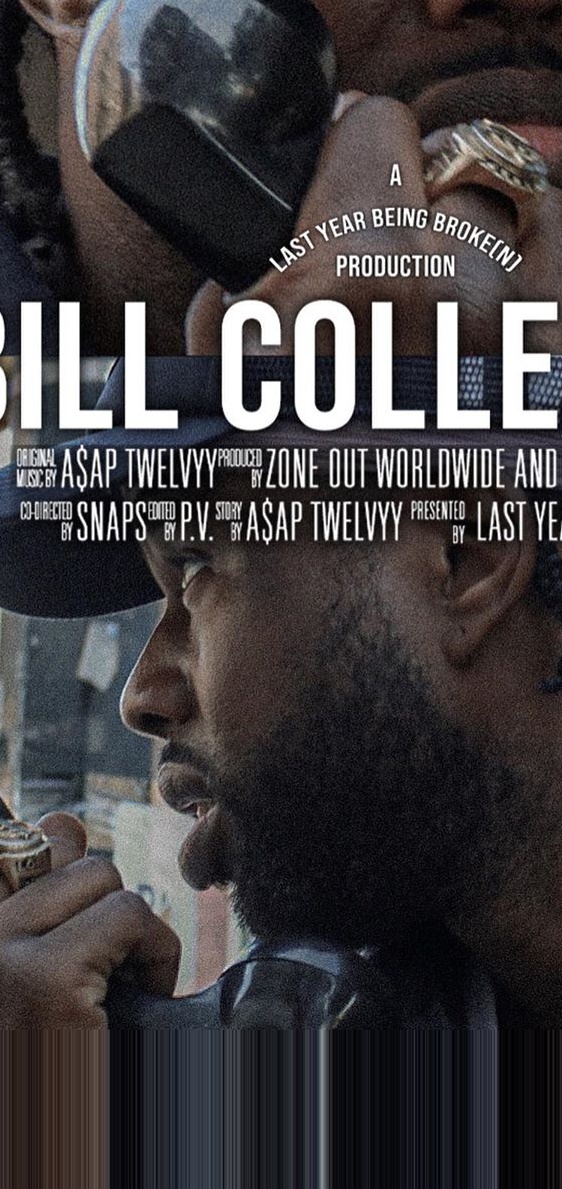 A
LAST YEAR BEING BROKE(N)
PRODUCTION
BILL COLLE
ORIGINAL MUSIC BY A$AP TWELVYY PRODUCED BY ZONE OUT WORLDWIDE AND
CO-DIRECTED BY SNAPS EDITED BY P.V. STORY BY A$AP TWELVYY PRESENTED BY LAST YEA